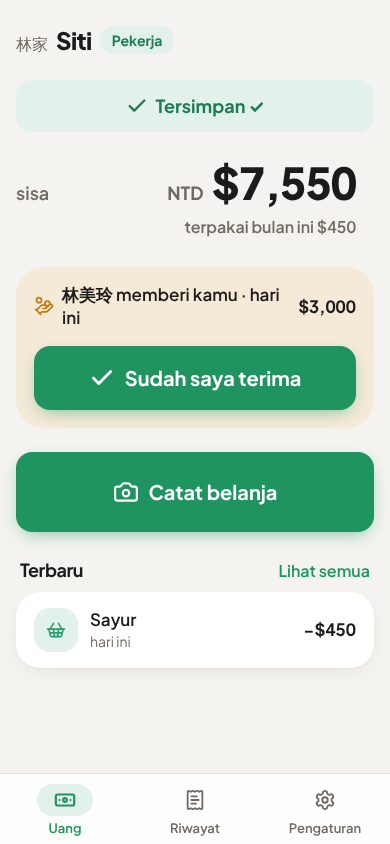 林家 Siti Pekerja
Tersimpan ✓
sisa NTD $7,550
terpakai bulan ini $450
林美玲 memberi kamu · hari
ini
$3,000
Sudah saya terima
Catat belanja
Terbaru Lihat semua
Sayur
hari ini
−$450
Uang Riwayat Pengaturan